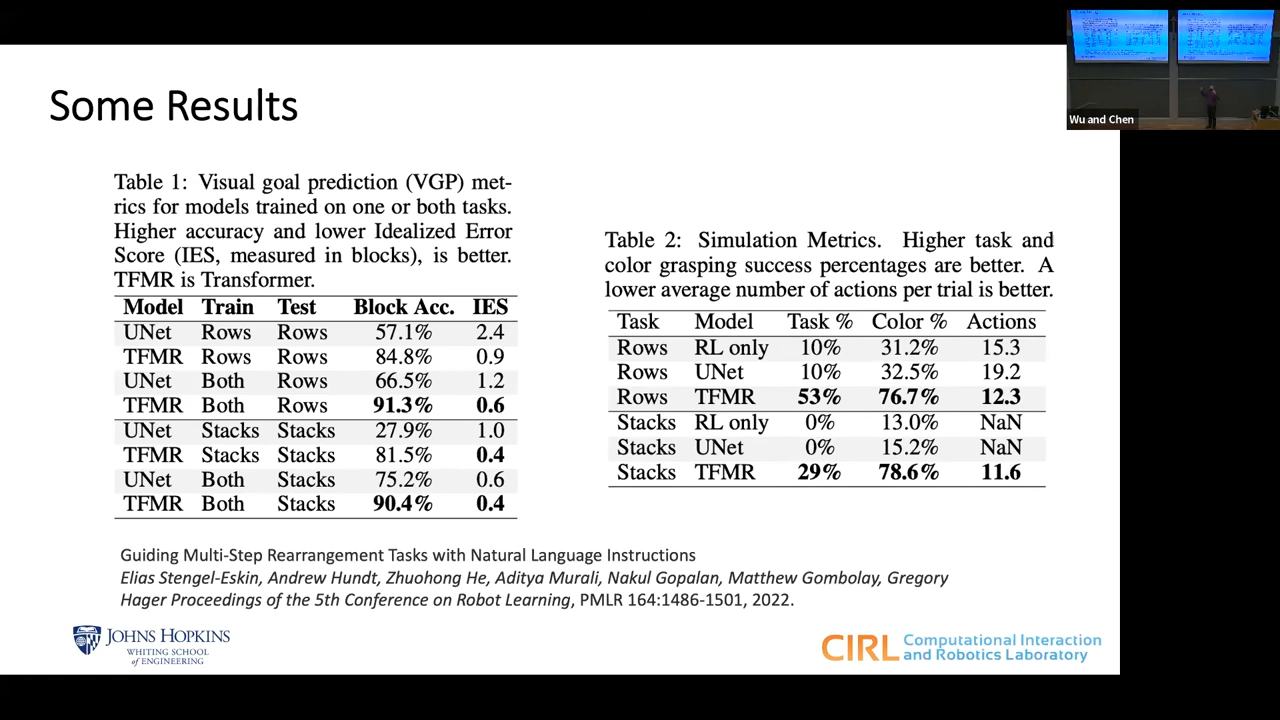 Some Results
Wu and Chen
Table 1: Visual goal prediction (VGP) met-
rics for models trained on one or both tasks.
Higher accuracy and lower Idealized Error
Score (IES, measured in blocks), is better.
TFMR is Transformer.
Model Train Test Block Acc. IES
UNet Rows Rows 57.1% 2.4
TFMR Rows Rows 84.8% 0.9
UNet Both Rows 66.5% 1.2
TFMR Both Rows 91.3% 0.6
UNet Stacks Stacks 27.9% 1.0
TFMR Stacks Stacks 81.5% 0.4
UNet Both Stacks 75.2% 0.6
TFMR Both Stacks 90.4% 0.4
Table 2: Simulation Metrics. Higher task and
color grasping success percentages are better. A
lower average number of actions per trial is better.
Task Model Task % Color % Actions
Rows RL only 10% 31.2% 15.3
Rows UNet 10% 32.5% 19.2
Rows TFMR 53% 76.7% 12.3
Stacks RL only 0% 13.0% NaN
Stacks UNet 0% 15.2% NaN
Stacks TFMR 29% 78.6% 11.6
Guiding Multi-Step Rearrangement Tasks with Natural Language Instructions
Elias Stengel-Eskin, Andrew Hundt, Zhuohong He, Aditya Murali, Nakul Gopalan, Matthew Gombolay, Gregory
Hager Proceedings of the 5th Conference on Robot Learning, PMLR 164:1486-1501, 2022.
JOHNS HOPKINS
WHITING SCHOOL
of ENGINEERING
CIRL Computational Interaction
and Robotics Laboratory